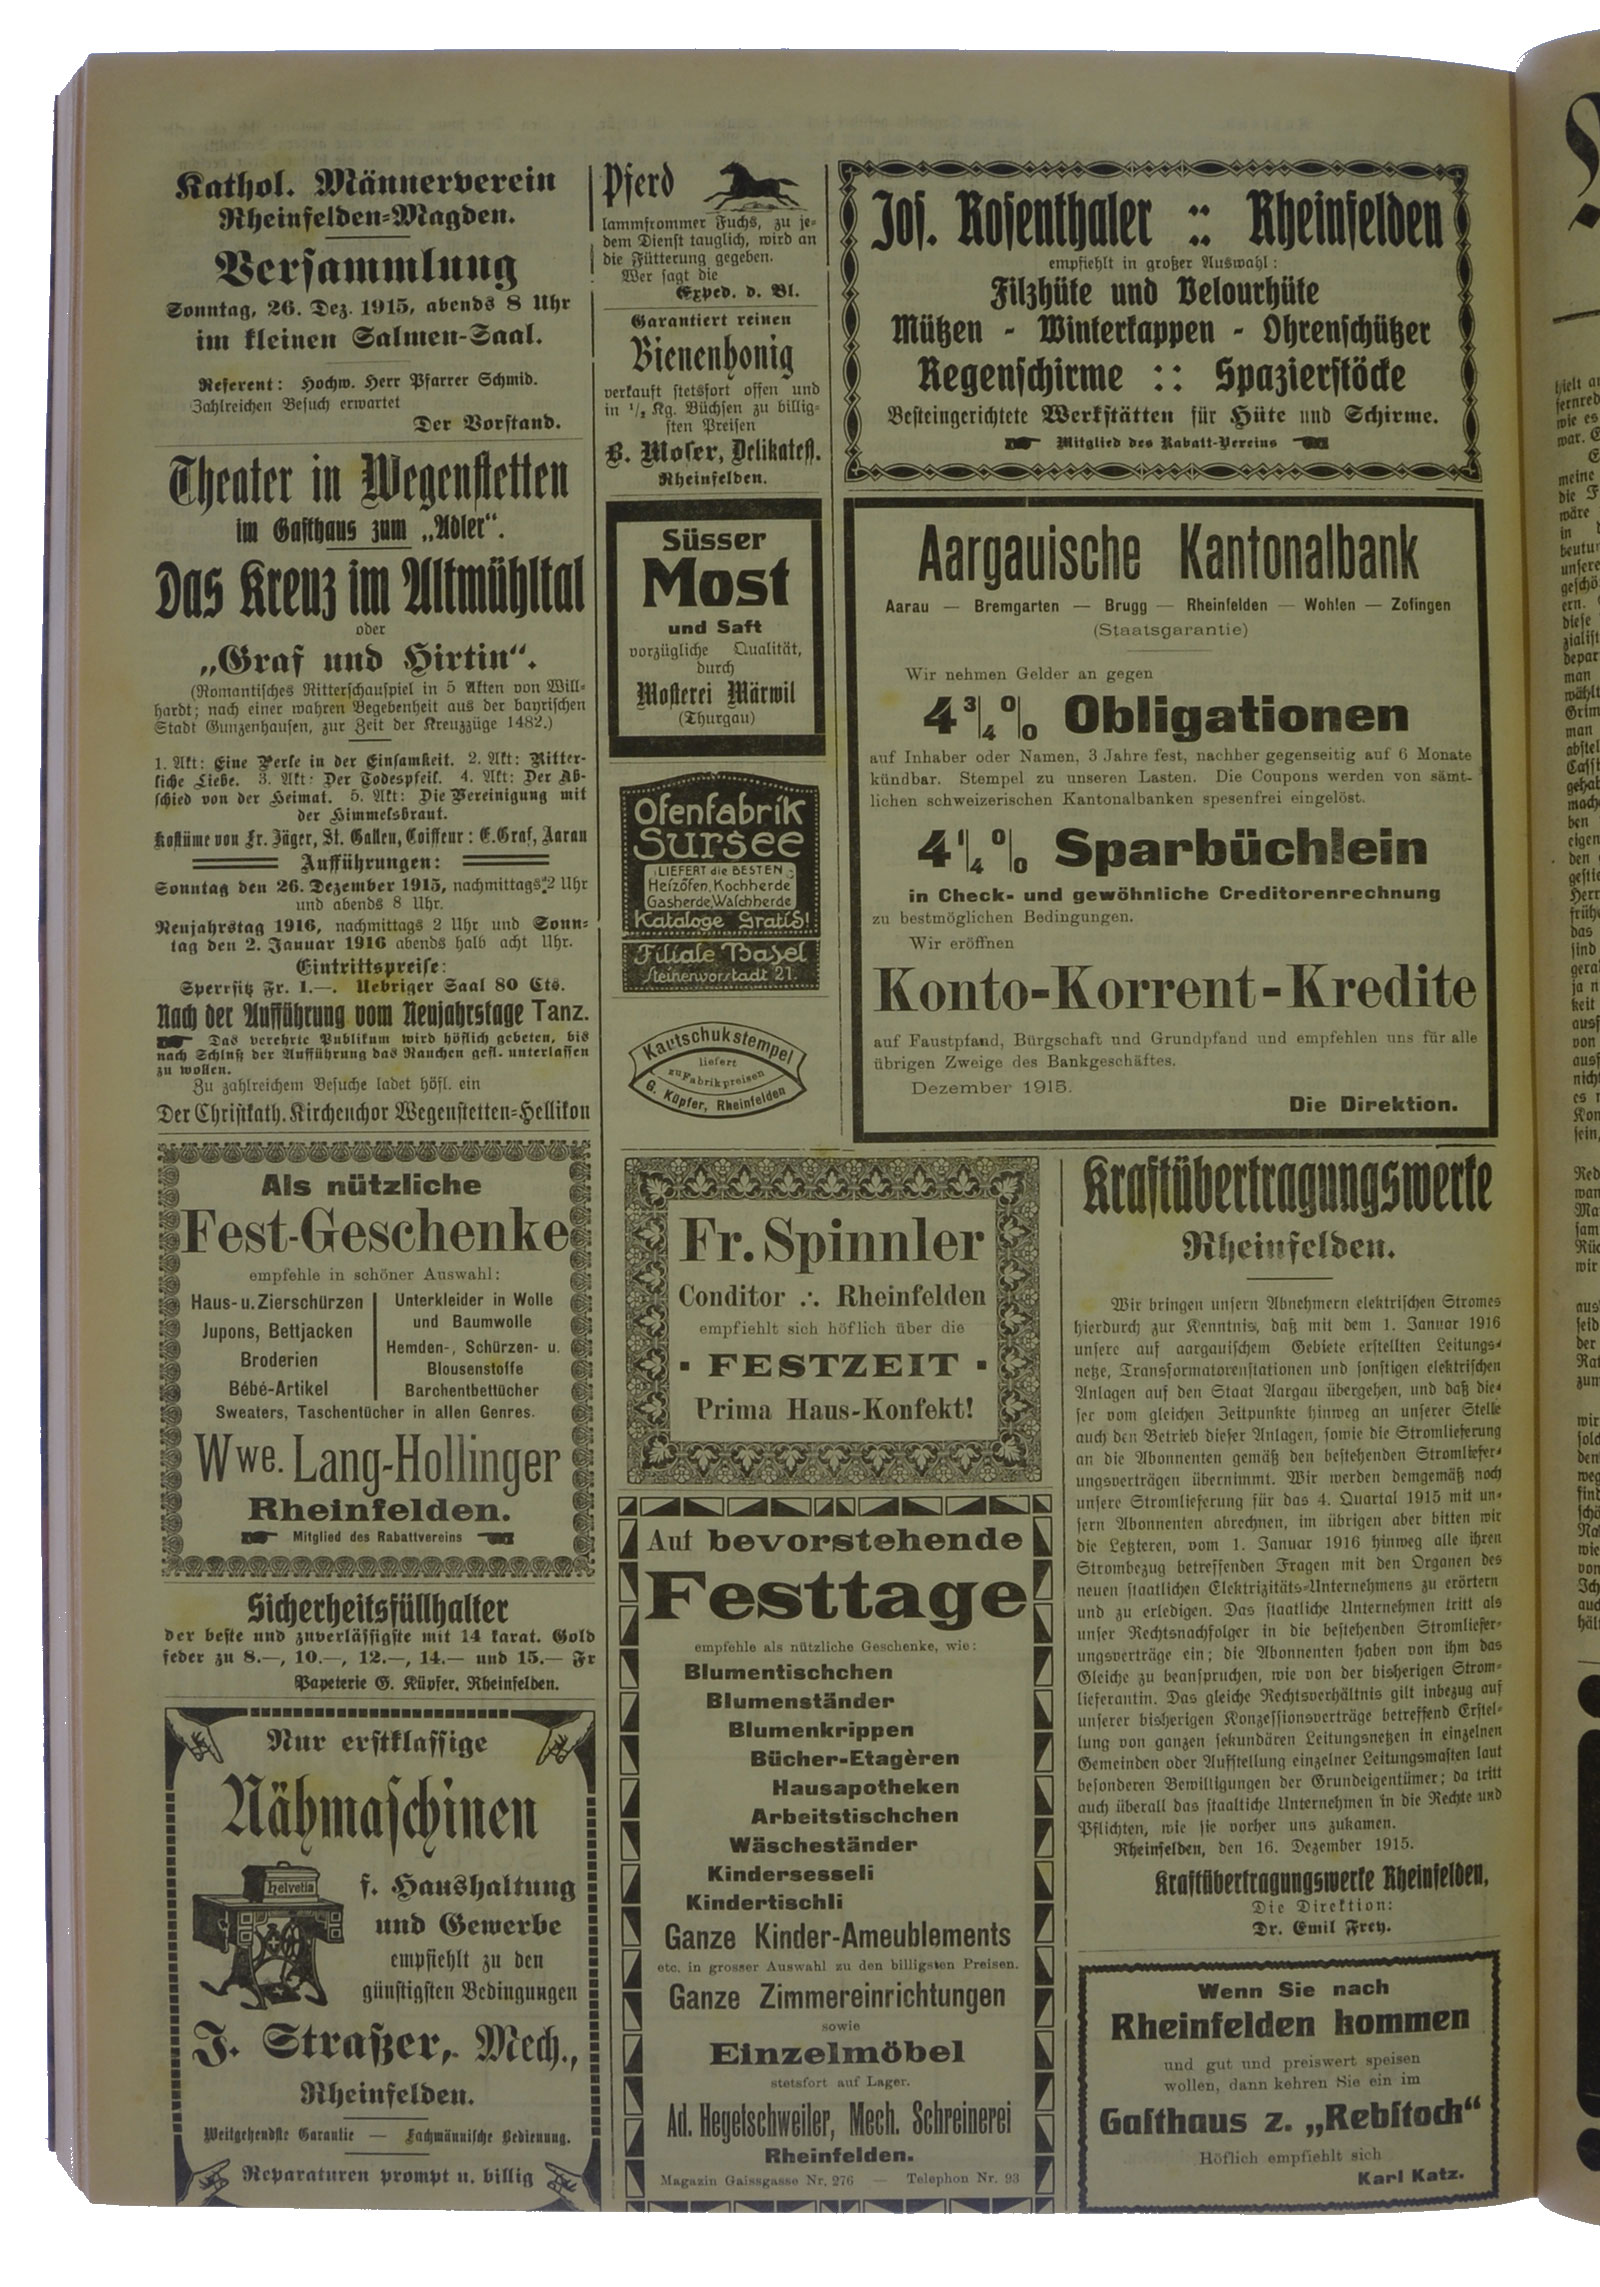 Kathol. Männerverein
Rheinfelden-Magden.
Versammlung
Sonntag, 26. Dez. 1915, abends 8 Uhr
im kleinen Salmen-Saal.
Referent: Hochw. Herr Pfarrer Schmid.
Zahlreichen Besuch erwartet
Der Vorstand.
Theater in Wegenstetten
im Gasthaus zum „Adler“.
Das Kreuz im Altmühltal
oder
„Graf und Hirtin“.
(Romantisches Ritterschauspiel in 5 Akten von Will-
hardt; nach einer wahren Begebenheit aus der bayrischen
Stadt Gunzenhausen, zur Zeit der Kreuzzüge 1482.)
1. Akt: Eine Perle in der Einsamkeit. 2. Akt: Ritter-
liche Liebe. 3. Akt: Der Todespfeil. 4. Akt: Der Ab-
schied von der Heimat. 5. Akt: Die Vereinigung mit
der Himmelsbraut.
Kostüme von Fr. Jäger, St. Gallen, Coiffeur: E. Graf, Aarau
Aufführungen:
Sonntag den 26. Dezember 1915, nachmittags 2 Uhr
und abends 8 Uhr.
Neujahrstag 1916, nachmittags 2 Uhr und Sonn-
tag den 2. Januar 1916 abends halb acht Uhr.
Eintrittspreise:
Sperrsitz Fr. 1.—. Uebriger Saal 80 Cts.
Nach der Aufführung vom Neujahrstage Tanz.
Das verehrte Publikum wird höflich gebeten, bis
nach Schluß der Aufführung das Rauchen gefl. unterlassen
zu wollen.
Zu zahlreichem Besuche ladet höfl. ein
Der Christkath. Kirchenchor Wegenstetten-Hellikon
Als nützliche
Fest-Geschenke
empfehle in schöner Auswahl:
Haus- u. Zierschürzen
Jupons, Bettjacken
Broderien
Bébé-Artikel
Unterkleider in Wolle
und Baumwolle
Hemden-, Schürzen- u.
Blousenstoffe
Barchentbettücher
Sweaters, Taschentücher in allen Genres.
Wwe. Lang-Hollinger
Rheinfelden.
Mitglied des Rabattvereins
Sicherheitsfüllhalter
der beste und zuverlässigste mit 14 karat. Gold
feder zu 8.—, 10.—, 12.—, 14.— und 15.— Fr
Papeterie G. Küpfer, Rheinfelden.
Nur erstklassige
Nähmaschinen
helvetia
f. Haushaltung
und Gewerbe
empfiehlt zu den
günstigsten Bedingungen
J. Straßer, Mech.,
Rheinfelden.
Weitgehendste Garantie — Fachmännische Bedienung.
Reparaturen prompt u. billig
Pferd
lammfrommer Fuchs, zu je-
dem Dienst tauglich, wird an
die Fütterung gegeben.
Wer sagt die
Exped. d. Bl.
Garantiert reinen
Bienenhonig
verkauft stetsfort offen und
in 1/2 Kg. Büchsen zu billig-
sten Preisen
B. Moser, Delikatess.
Rheinfelden.
Süsser
Most
und Saft
vorzügliche Qualität,
durch
Mosterei Märwil
(Thurgau)
Ofenfabrik
Sursee
LIEFERT die BESTEN
Heizöfen, Kochherde
Gasherde, Waschherde
Kataloge Gratis!
Filiale Basel
Steinenvorstadt 21.
Kautschukstempel
liefert
zu Fabrikpreisen
G. Küpfer, Rheinfelden
Jos. Rosenthaler :: Rheinfelden
empfiehlt in großer Auswahl:
Filzhüte und Velourhüte
Mützen - Winterkappen - Ohrenschützer
Regenschirme :: Spazierstöcke
Besteingerichtete Werkstätten für Hüte und Schirme.
Mitglied des Rabatt-Vereins
Aargauische Kantonalbank
Aarau — Bremgarten — Brugg — Rheinfelden — Wohlen — Zofingen
(Staatsgarantie)
Wir nehmen Gelder an gegen
4 3/4 % Obligationen
auf Inhaber oder Namen, 3 Jahre fest, nachher gegenseitig auf 6 Monate
kündbar. Stempel zu unseren Lasten. Die Coupons werden von sämt-
lichen schweizerischen Kantonalbanken spesenfrei eingelöst.
4 1/4 % Sparbüchlein
in Check- und gewöhnliche Creditorenrechnung
zu bestmöglichen Bedingungen.
Wir eröffnen
Konto-Korrent-Kredite
auf Faustpfand, Bürgschaft und Grundpfand und empfehlen uns für alle
übrigen Zweige des Bankgeschäftes.
Dezember 1915.
Die Direktion.
Fr. Spinnler
Conditor ∴ Rheinfelden
empfiehlt sich höflich über die
· FESTZEIT ·
Prima Haus-Konfekt!
Auf bevorstehende
Festtage
empfehle als nützliche Geschenke, wie:
Blumentischchen
Blumenständer
Blumenkrippen
Bücher-Etagèren
Hausapotheken
Arbeitstischchen
Wäscheständer
Kindersesseli
Kindertischli
Ganze Kinder-Ameublements
etc. in grosser Auswahl zu den billigsten Preisen.
Ganze Zimmereinrichtungen
sowie
Einzelmöbel
stetsfort auf Lager.
Ad. Hegetschweiler, Mech. Schreinerei
Rheinfelden.
Magazin Gaissgasse Nr. 276 — Telephon Nr. 93
Kraftübertragungswerke
Rheinfelden.
Wir bringen unsern Abnehmern elektrischen Stromes
hierdurch zur Kenntnis, daß mit dem 1. Januar 1916
unsere auf aargauischem Gebiete erstellten Leitungs-
netze, Transformatorenstationen und sonstigen elektrischen
Anlagen auf den Staat Aargau übergehen, und daß die-
ser vom gleichen Zeitpunkte hinweg an unserer Stelle
auch den Betrieb dieser Anlagen, sowie die Stromlieferung
an die Abonnenten gemäß den bestehenden Stromliefer-
ungsverträgen übernimmt. Wir werden demgemäß noch
unsere Stromlieferung für das 4. Quartal 1915 mit un-
sern Abonnenten abrechnen, im übrigen aber bitten wir
die Letzteren, vom 1. Januar 1916 hinweg alle ihren
Strombezug betreffenden Fragen mit den Organen des
neuen staatlichen Elektrizitäts-Unternehmens zu erörtern
und zu erledigen. Das staatliche Unternehmen tritt als
unser Rechtsnachfolger in die bestehenden Stromliefer-
ungsverträge ein; die Abonnenten haben von ihm das
Gleiche zu beanspruchen, wie von der bisherigen Strom-
lieferantin. Das gleiche Rechtsverhältnis gilt inbezug auf
unserer bisherigen Konzessionsverträge betreffend Erstel-
lung von ganzen sekundären Leitungsnetzen in einzelnen
Gemeinden oder Aufstellung einzelner Leitungsmasten laut
besonderen Bewilligungen der Grundeigentümer; da tritt
auch überall das staatliche Unternehmen in die Rechte und
Pflichten, wie sie vorher uns zukamen.
Rheinfelden, den 16. Dezember 1915.
Kraftübertragungswerke Rheinfelden,
Die Direktion:
Dr. Emil Frey.
Wenn Sie nach
Rheinfelden kommen
und gut und preiswert speisen
wollen, dann kehren Sie ein im
Gasthaus z. „Rebstock“
Höflich empfiehlt sich
Karl Katz.